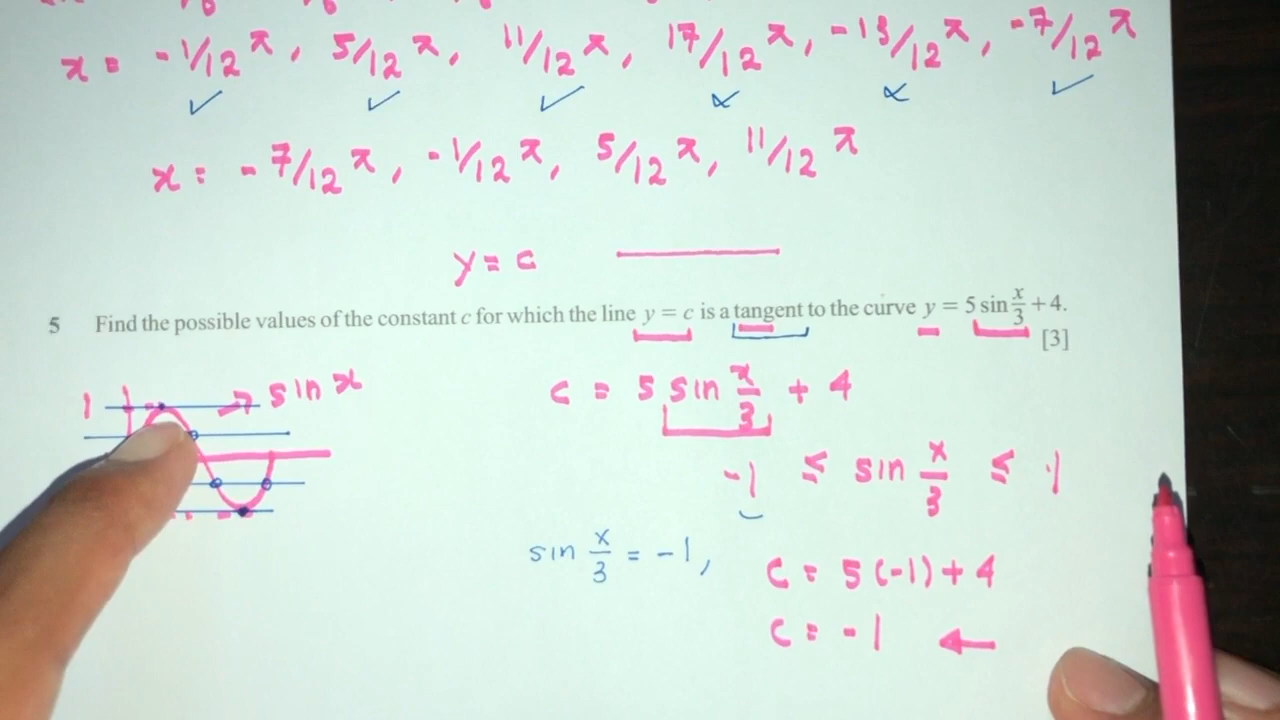 x = -1/12 π, 5/12 π, 11/12 π, 17/12 π, -13/12 π, -7/12 π
x = -7/12 π, -1/12 π, 5/12 π, 11/12 π
y = c
5 Find the possible values of the constant c for which the line y = c is a tangent to the curve y = 5 sin x/3 + 4.
[3]
1 sin x
c = 5 sin x/3 + 4
-1 ≤ sin x/3 ≤ 1
sin x/3 = -1, c = 5(-1) + 4
c = -1